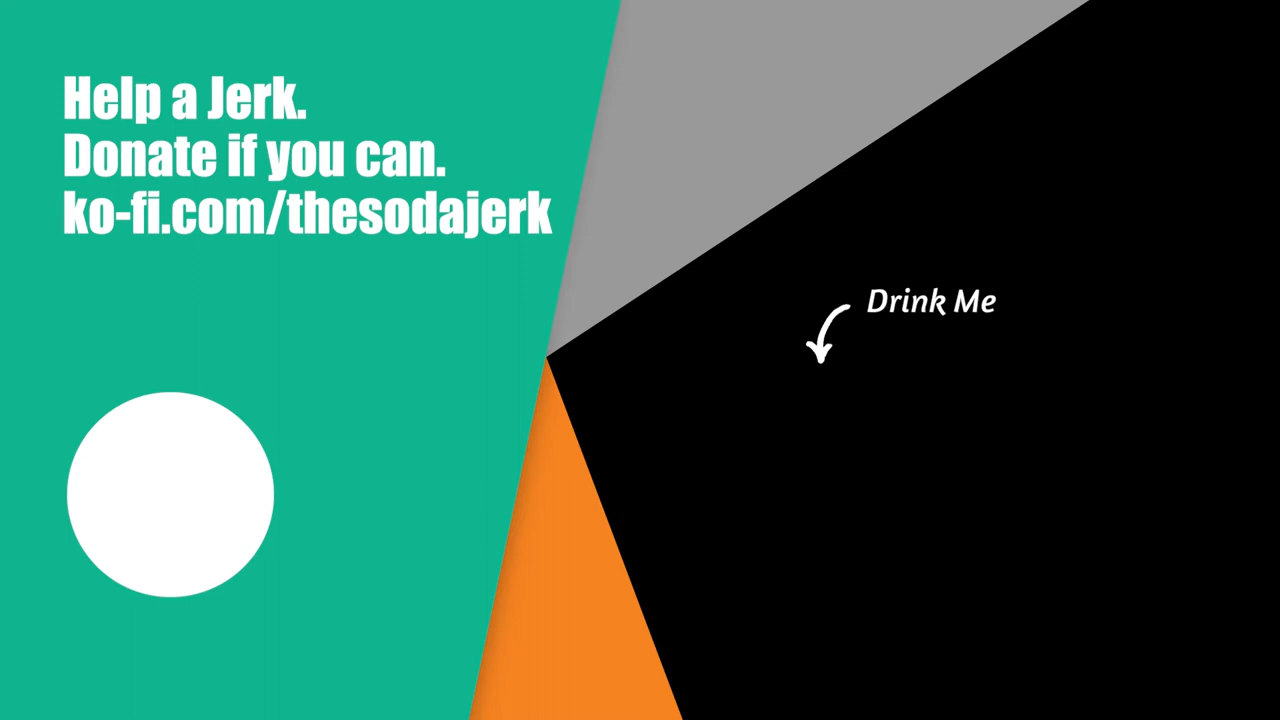 Help a Jerk.
Donate if you can.
ko-fi.com/thesodajerk
Drink Me